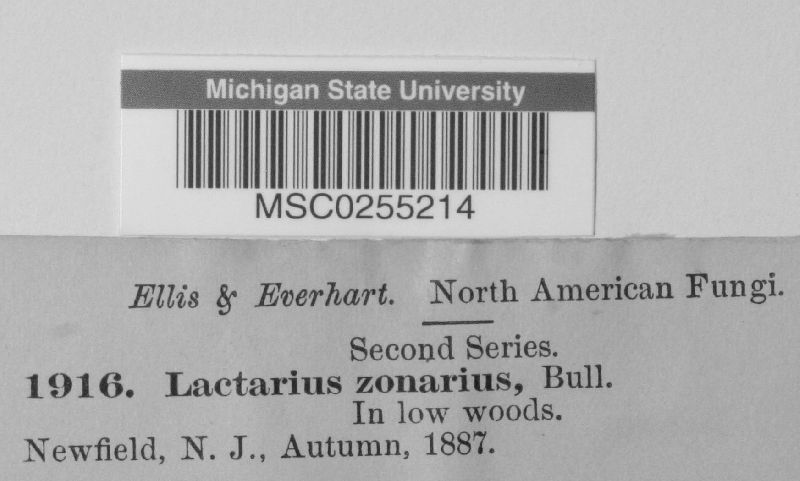 Michigan State University
MSC0255214
Ellis & Everhart. North American Fungi.
Second Series.
1916. Lactarius zonarius, Bull.
In low woods.
Newfield, N. J., Autumn, 1887.